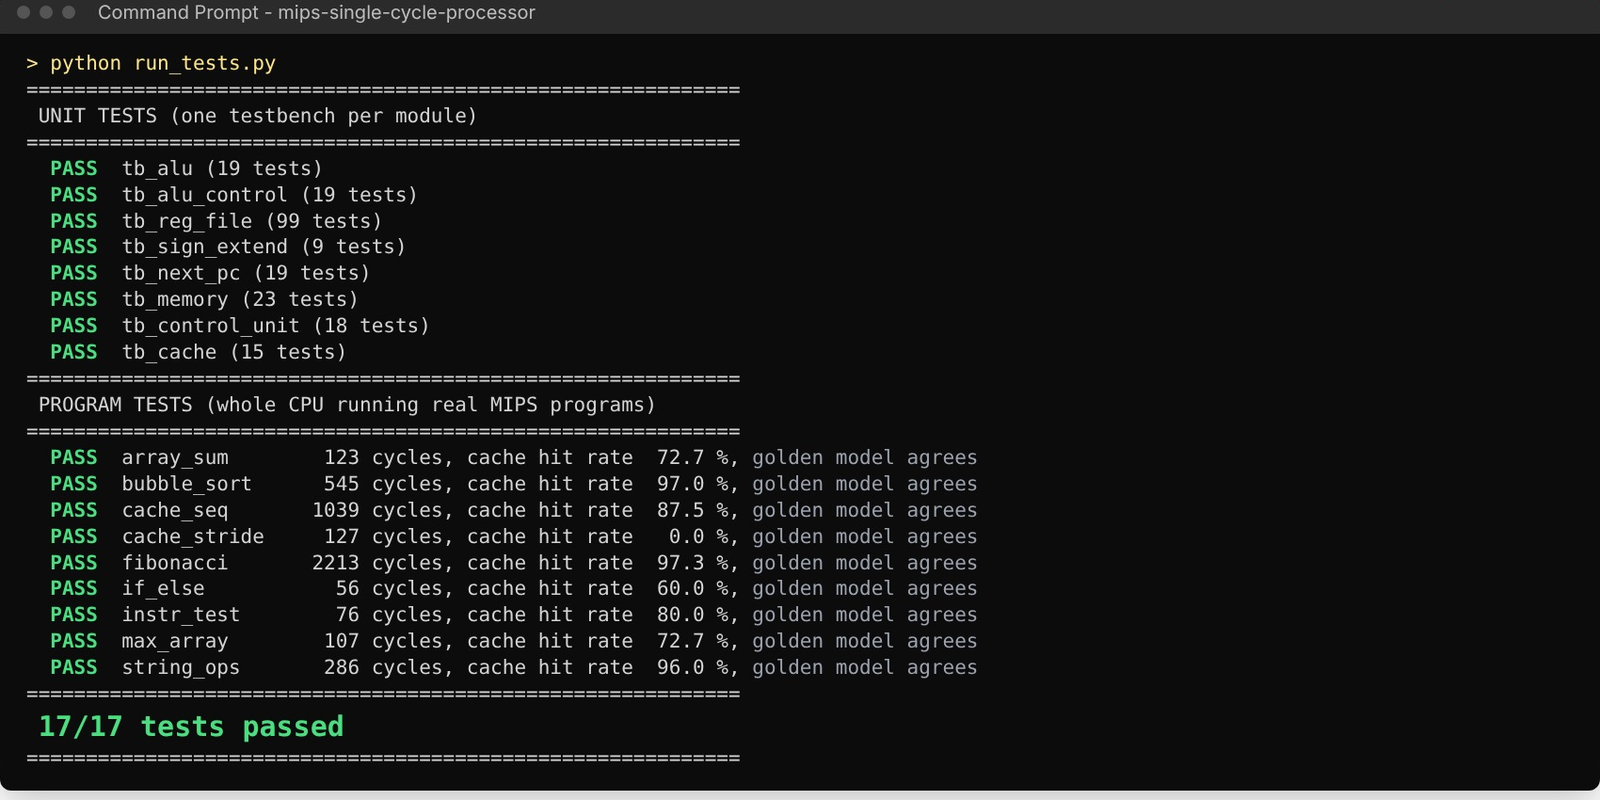 Command Prompt - mips-single-cycle-processor
> python run_tests.py
============================================================
UNIT TESTS (one testbench per module)
============================================================
PASS  tb_alu (19 tests)
PASS  tb_alu_control (19 tests)
PASS  tb_reg_file (99 tests)
PASS  tb_sign_extend (9 tests)
PASS  tb_next_pc (19 tests)
PASS  tb_memory (23 tests)
PASS  tb_control_unit (18 tests)
PASS  tb_cache (15 tests)
============================================================
PROGRAM TESTS (whole CPU running real MIPS programs)
============================================================
PASS  array_sum        123 cycles, cache hit rate  72.7 %, golden model agrees
PASS  bubble_sort      545 cycles, cache hit rate  97.0 %, golden model agrees
PASS  cache_seq       1039 cycles, cache hit rate  87.5 %, golden model agrees
PASS  cache_stride     127 cycles, cache hit rate   0.0 %, golden model agrees
PASS  fibonacci       2213 cycles, cache hit rate  97.3 %, golden model agrees
PASS  if_else           56 cycles, cache hit rate  60.0 %, golden model agrees
PASS  instr_test        76 cycles, cache hit rate  80.0 %, golden model agrees
PASS  max_array        107 cycles, cache hit rate  72.7 %, golden model agrees
PASS  string_ops       286 cycles, cache hit rate  96.0 %, golden model agrees
============================================================
17/17 tests passed
============================================================